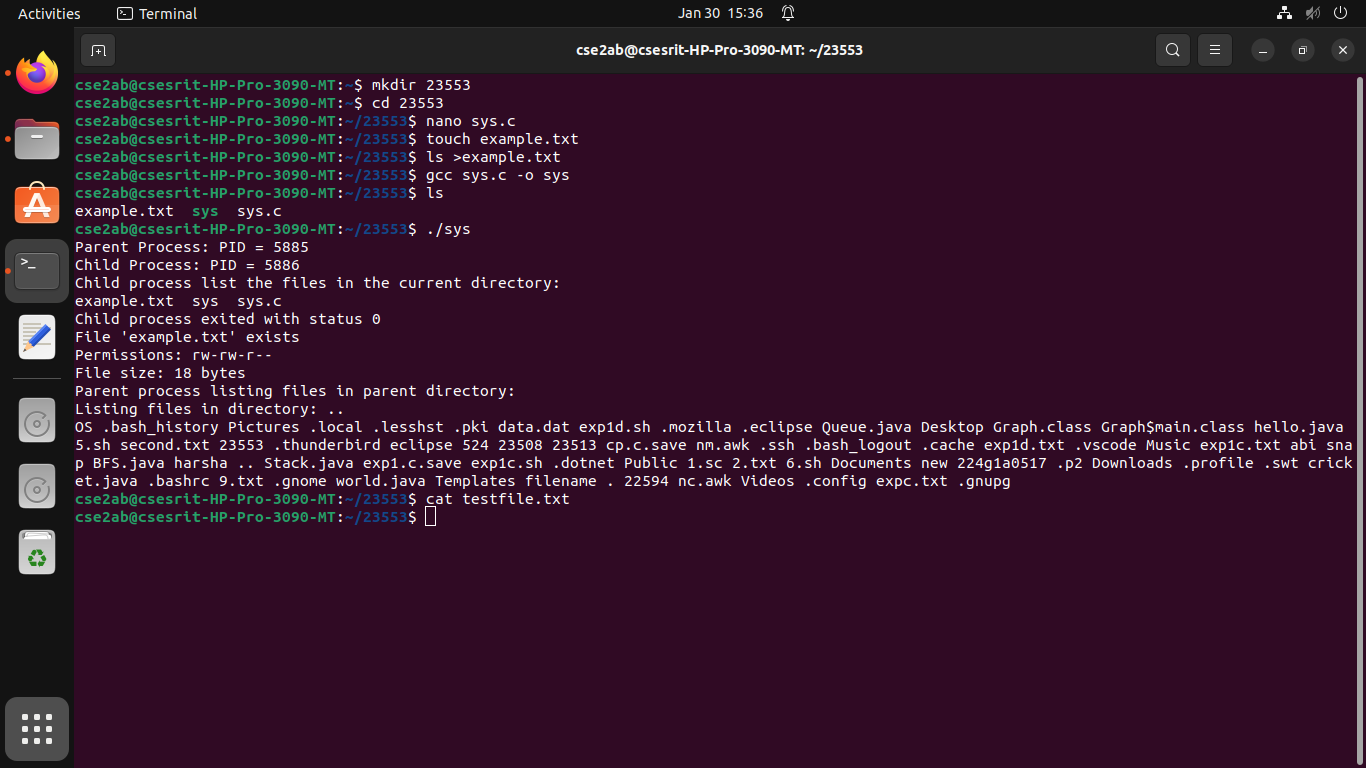 Activities
Terminal
Jan 30 15:36
cse2ab@csesrit-HP-Pro-3090-MT: ~/23553
cse2ab@csesrit-HP-Pro-3090-MT:~$ mkdir 23553
cse2ab@csesrit-HP-Pro-3090-MT:~$ cd 23553
cse2ab@csesrit-HP-Pro-3090-MT:~/23553$ nano sys.c
cse2ab@csesrit-HP-Pro-3090-MT:~/23553$ touch example.txt
cse2ab@csesrit-HP-Pro-3090-MT:~/23553$ ls >example.txt
cse2ab@csesrit-HP-Pro-3090-MT:~/23553$ gcc sys.c -o sys
cse2ab@csesrit-HP-Pro-3090-MT:~/23553$ ls
example.txt  sys  sys.c
cse2ab@csesrit-HP-Pro-3090-MT:~/23553$ ./sys
Parent Process: PID = 5885
Child Process: PID = 5886
Child process list the files in the current directory:
example.txt  sys  sys.c
Child process exited with status 0
File 'example.txt' exists
Permissions: rw-rw-r--
File size: 18 bytes
Parent process listing files in parent directory:
Listing files in directory: ..
OS .bash_history Pictures .local .lesshst .pki data.dat exp1d.sh .mozilla .eclipse Queue.java Desktop Graph.class Graph$main.class hello.java
5.sh second.txt 23553 .thunderbird eclipse 524 23508 23513 cp.c.save nm.awk .ssh .bash_logout .cache exp1d.txt .vscode Music exp1c.txt abi sna
p BFS.java harsha .. Stack.java exp1.c.save exp1c.sh .dotnet Public 1.sc 2.txt 6.sh Documents new 224g1a0517 .p2 Downloads .profile .swt crick
et.java .bashrc 9.txt .gnome world.java Templates filename . 22594 nc.awk Videos .config expc.txt .gnupg
cse2ab@csesrit-HP-Pro-3090-MT:~/23553$ cat testfile.txt
cse2ab@csesrit-HP-Pro-3090-MT:~/23553$